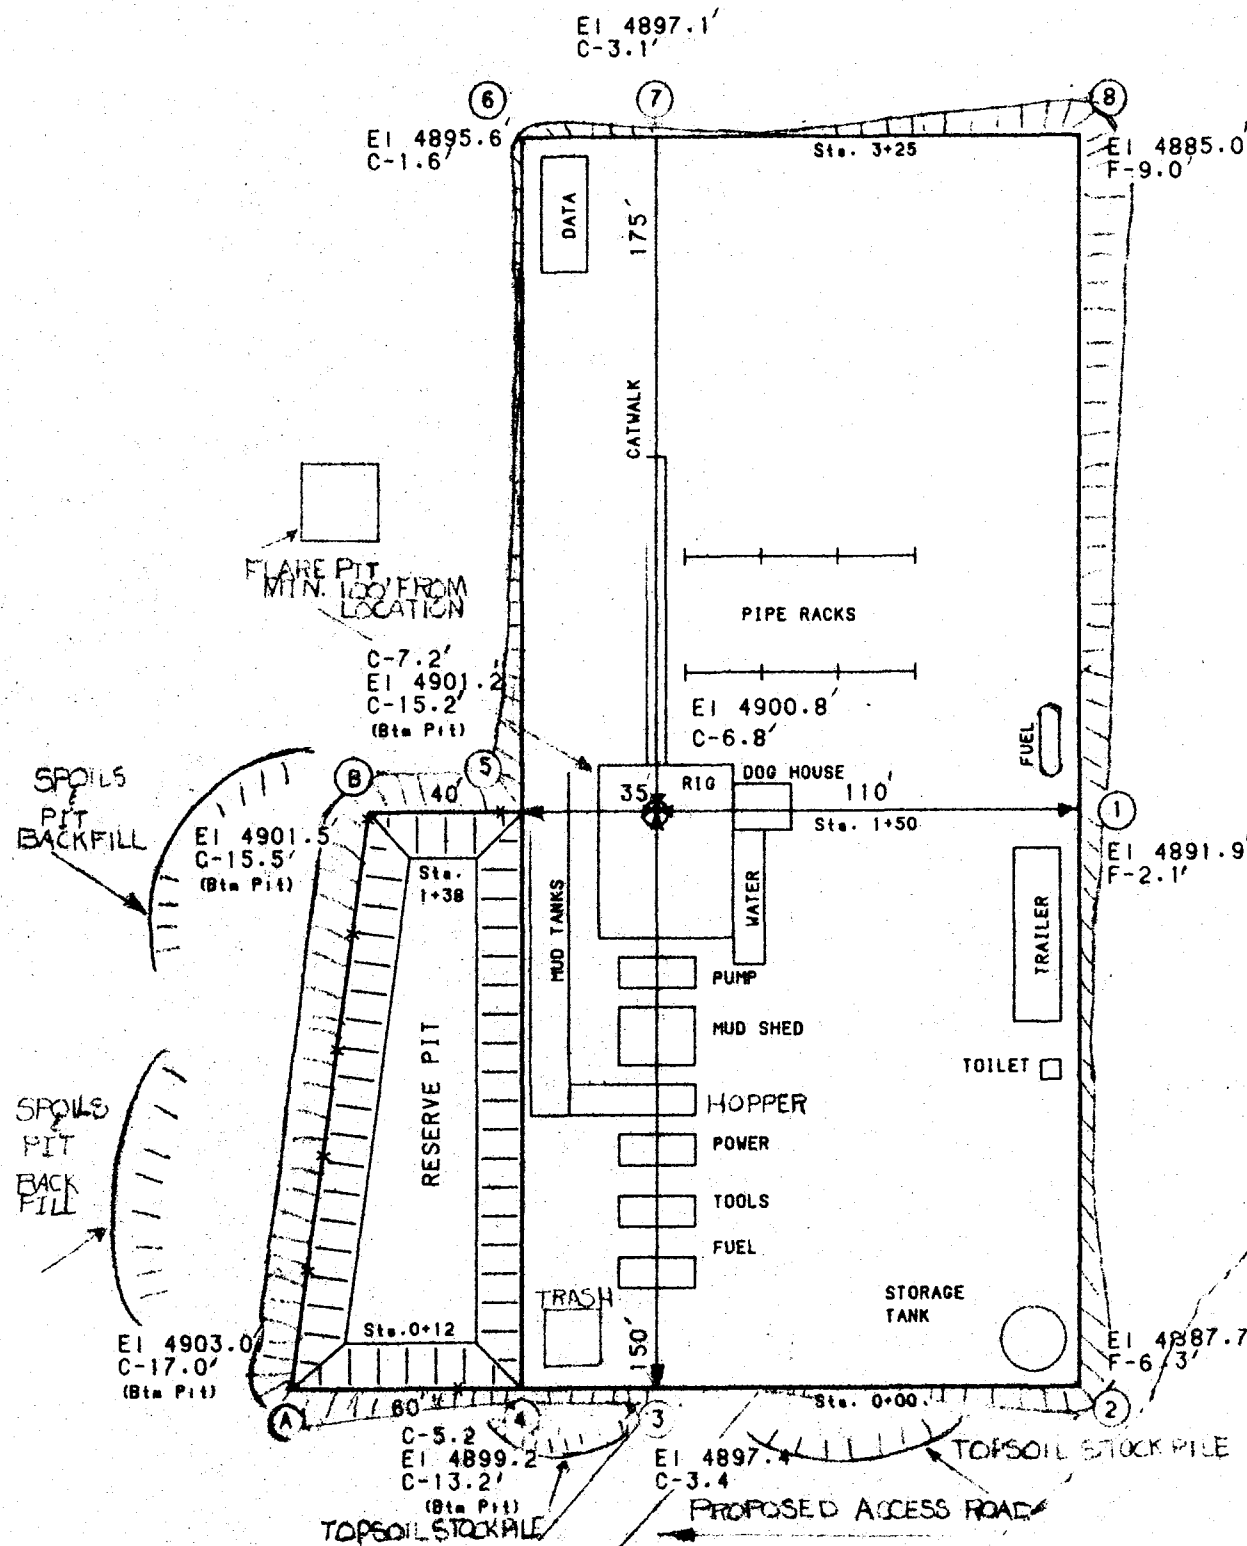 El 4897.1'
C-3.1'
6
7
8
El 4895.6'
C-1.6'
Sta. 3+25
El 4885.0'
F-9.0'
DATA
175'
CATWALK
FLARE PIT
MIN. 100' FROM
LOCATION
PIPE RACKS
C-7.2'
El 4901.2'
C-15.2'
(Btm Pit)
El 4900.8'
C-6.8'
FUEL
B
5
SPOILS
&
PIT
BACKFILL
40'
35'
RIG
DOG HOUSE
110'
Sta. 1+50
1
El 4901.5'
C-15.5'
(Btm Pit)
Sta.
1+38
El 4891.9'
F-2.1'
MUD TANKS
WATER
TRAILER
PUMP
MUD SHED
RESERVE PIT
TOILET
SPOILS
&
PIT
BACK
FILL
HOPPER
POWER
TOOLS
FUEL
TRASH
STORAGE
TANK
El 4903.0'
C-17.0'
(Btm Pit)
Sta. 0+12
150'
El 4887.7'
F-6.3'
A
60'
4
3
Sta. 0+00
2
C-5.2
El 4899.2
C-13.2'
(Btm Pit)
El 4897.4
C-3.4
TOPSOIL STOCKPILE
TOPSOIL STOCKPILE
PROPOSED ACCESS ROAD